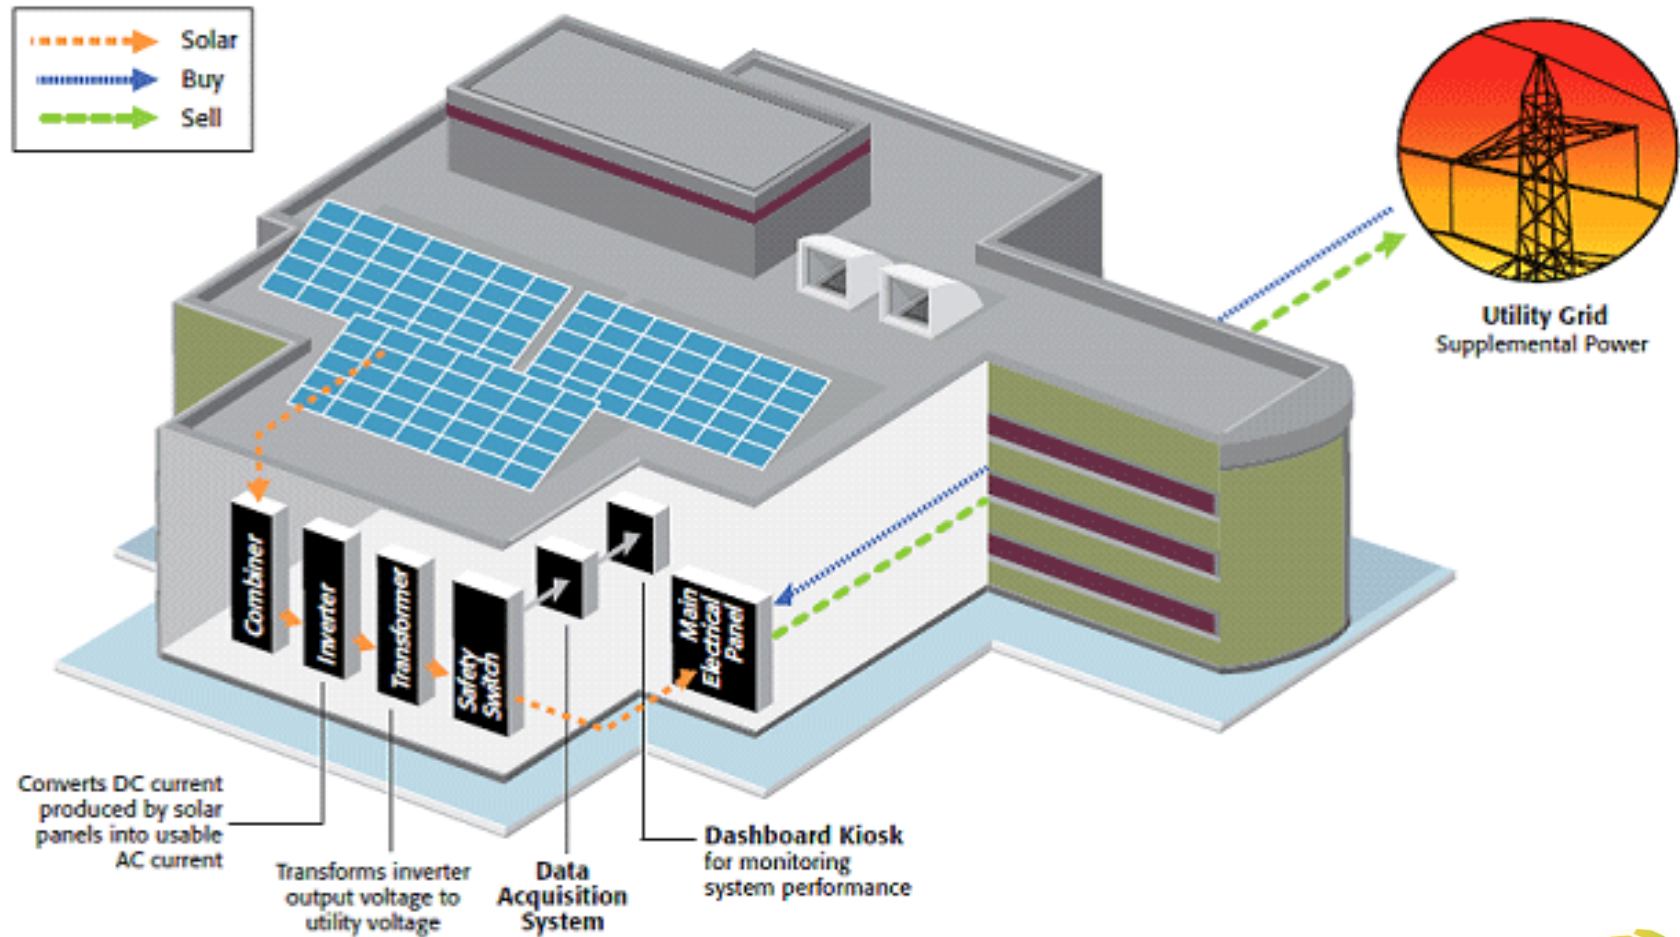 Solar
Buy
Sell
Utility Grid
Supplemental Power
Combiner
Inverter
Transformer
Safety
Switch
Main
Electrical
Panel
Converts DC current
produced by solar
panels into usable
AC current
Transforms inverter
output voltage to
utility voltage
Data
Acquisition
System
Dashboard Kiosk
for monitoring
system performance